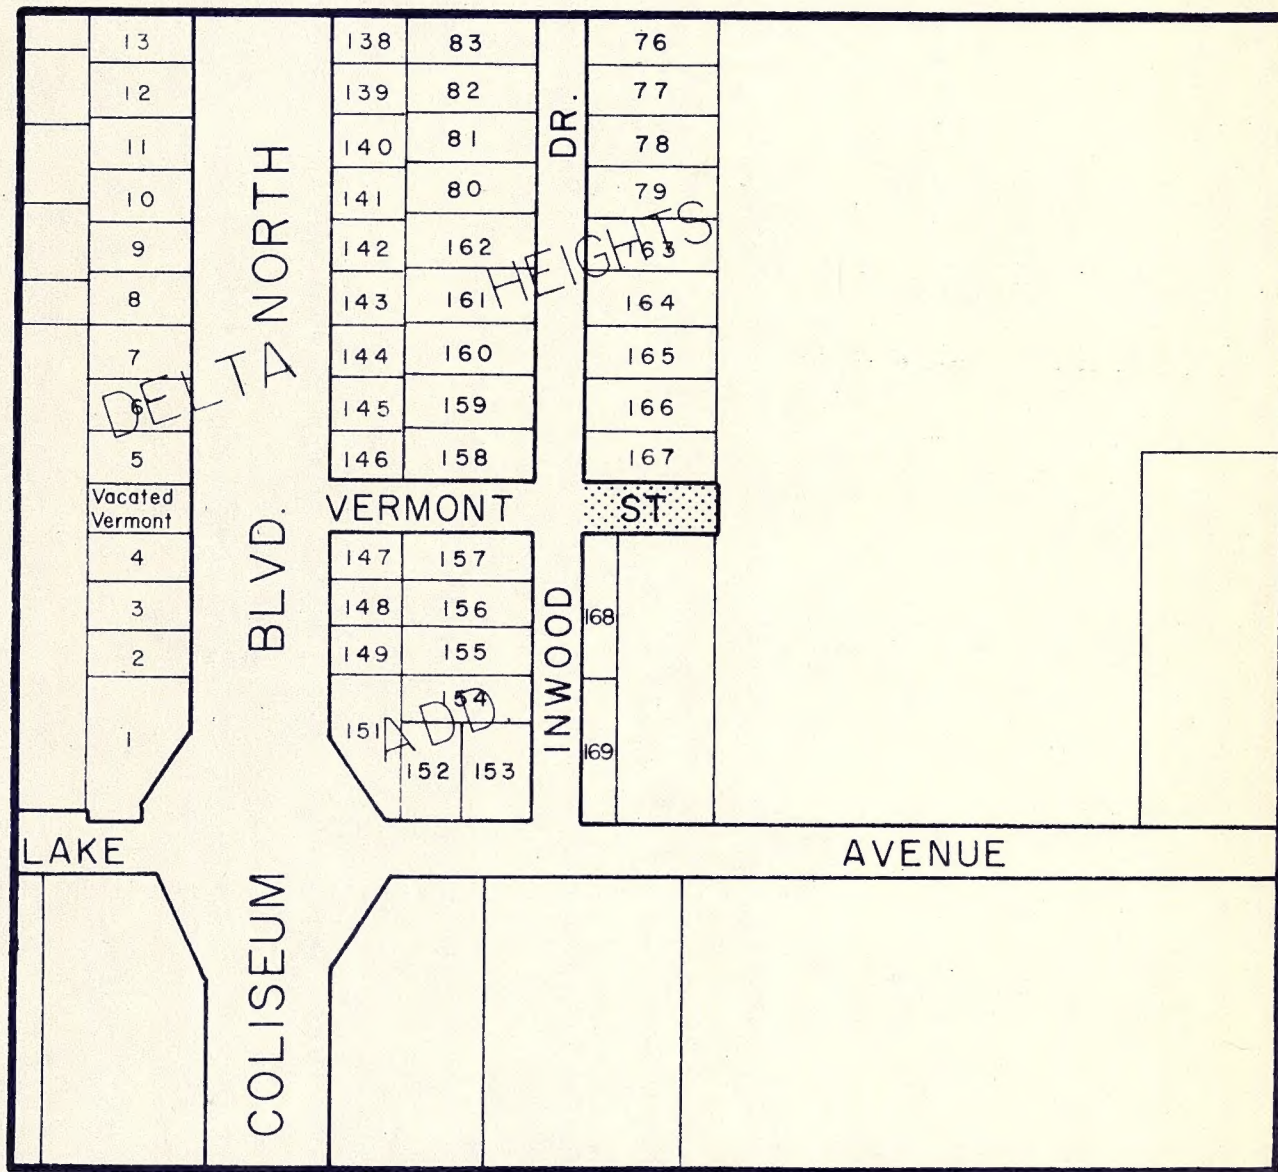 13 138 83 76
12 139 82 77
11 140 81 78
10 141 80 79
9 142 162 163
8 143 161 164
7 144 160 165
6 145 159 166
5 146 158 167
Vacated
Vermont
4 147 157
3 148 156 168
2 149 155
1 151 154 169
152 153
DELTA HEIGHTS ADD.
COLISEUM BLVD. NORTH
INWOOD DR.
VERMONT ST
LAKE AVENUE